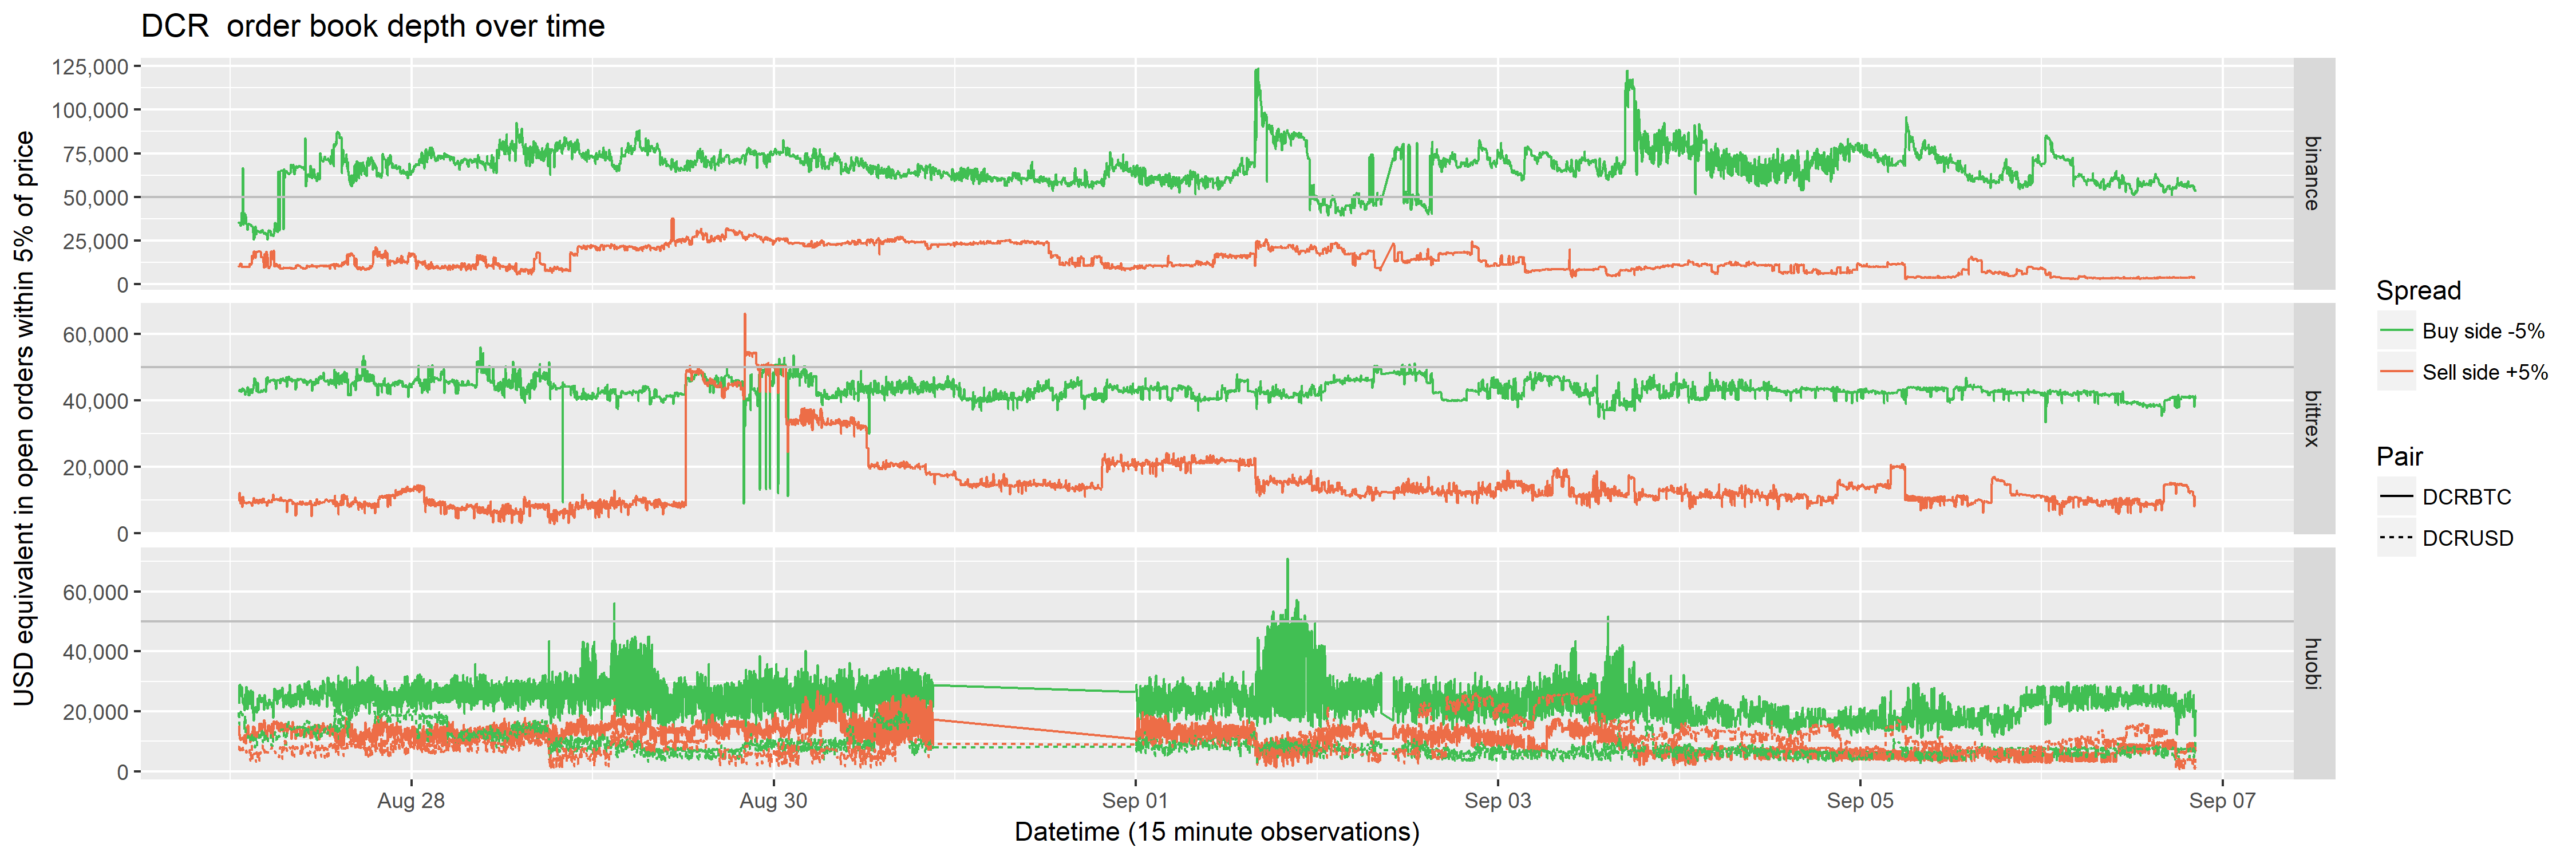 DCR  order book depth over time
USD equivalent in open orders within 5% of price
125,000
100,000
75,000
50,000
25,000
0
binance
60,000
40,000
20,000
0
bittrex
60,000
40,000
20,000
0
huobi
Aug 28
Aug 30
Sep 01
Sep 03
Sep 05
Sep 07
Datetime (15 minute observations)
Spread
Buy side -5%
Sell side +5%
Pair
DCRBTC
DCRUSD